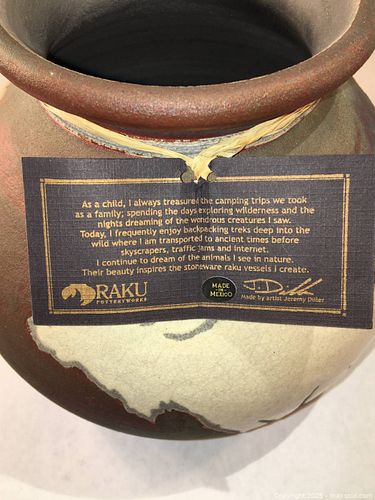 As a child, I always treasured the camping trips we took
as a family; spending the days exploring wilderness and the
nights dreaming of the wondrous creatures I saw.
Today, I frequently enjoy backpacking treks deep into the
wild where I am transported to ancient times before
skyscrapers, traffic jams and internet.
I continue to dream of the animals I see in nature.
Their beauty inspires the stoneware raku vessels I create.
RAKU
POTTERYWORKS
MADE
IN
MEXICO
J. Diller
Made by artist Jeremy Diller